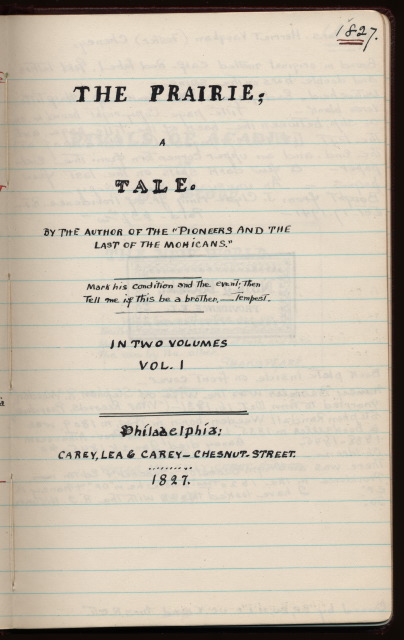 1827.
THE PRAIRIE;
A
TALE.
BY THE AUTHOR OF THE "PIONEERS AND THE
LAST OF THE MOHICANS."
Mark his condition and the event; Then
Tell me if this be a brother, — Tempest.
IN TWO VOLUMES
VOL. I
Philadelphia:
CAREY, LEA & CAREY — CHESNUT-STREET.
1827.